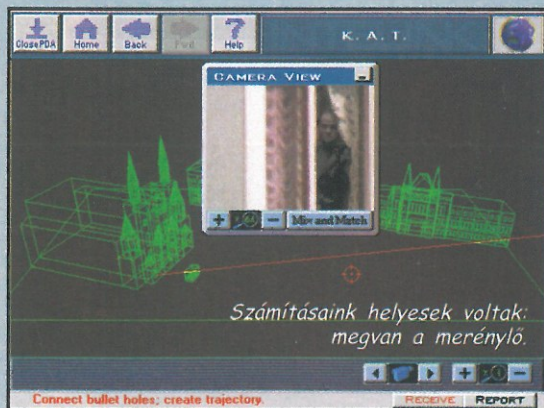 ClosePDA Home Back Fwd Help K. A. T.
CAMERA VIEW
Mix and Match
Számításaink helyesek voltak:
megvan a merénylő.
Connect bullet holes; create trajectory. RECEIVE REPORT